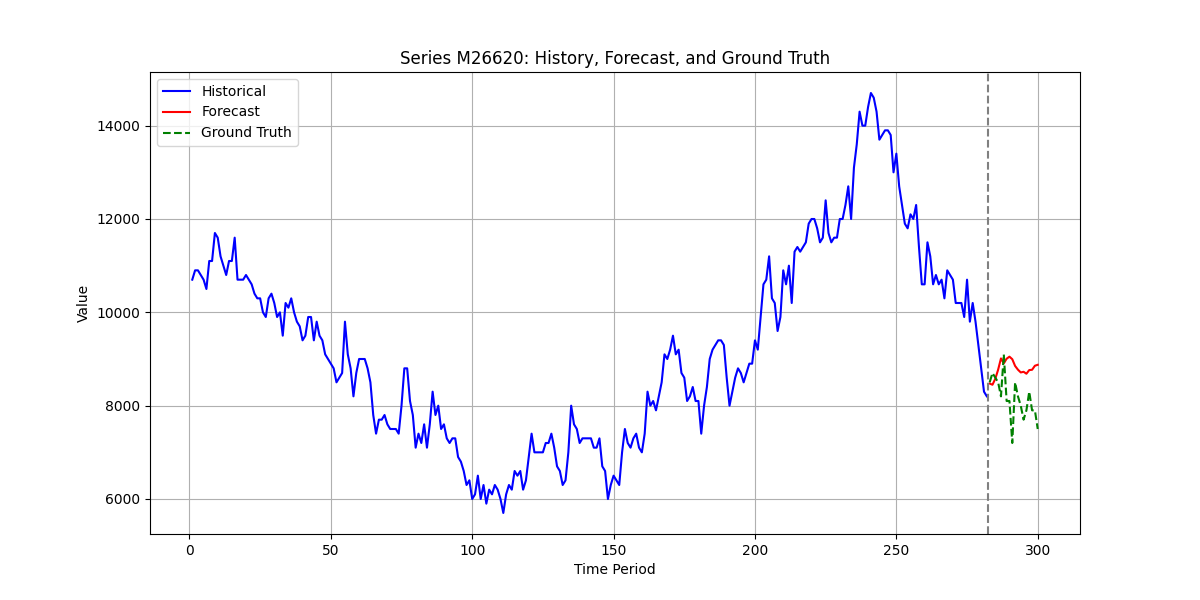 Series M26620: History, Forecast, and Ground Truth
Historical
Forecast
Ground Truth
14000
12000
10000
8000
6000
Value
0 50 100 150 200 250 300
Time Period